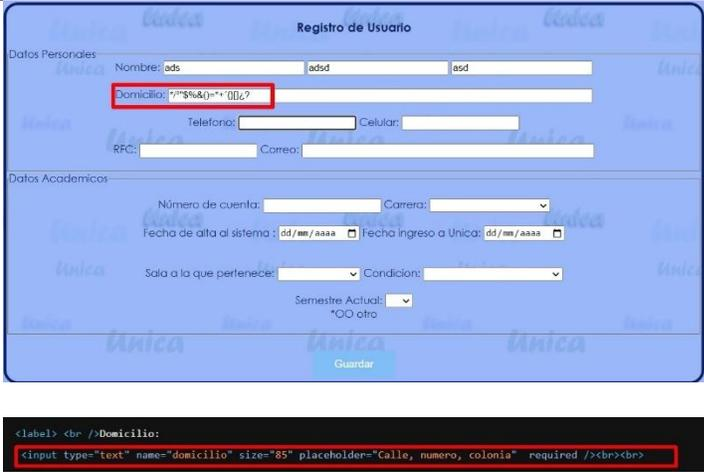 Registro de Usuario
Datos Personales
Nombre: ads adsd asd
Domicilio: */°"$%&()="+´{}[]¿?
Telefono: Celular:
RFC: Correo:
Datos Academicos
Número de cuenta: Carrera:
Fecha de alta al sistema : dd/mm/aaaa Fecha ingreso a Unica: dd/mm/aaaa
Sala a la que pertenece: Condicion:
Semestre Actual:
*OO otro
Guardar
<label> <br />Domicilio:
<input type="text" name="domicilio" size="85" placeholder="Calle, numero, colonia" required /><br><br>